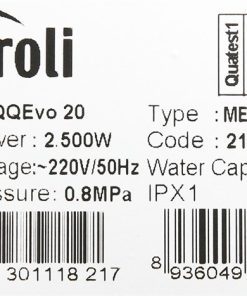 roli
Quatest1
QQEvo 20 Type : ME
ver : 2.500W Code : 21
age:~220V/50Hz Water Cap
ssure : 0.8MPa IPX1
301118 217 8 936049